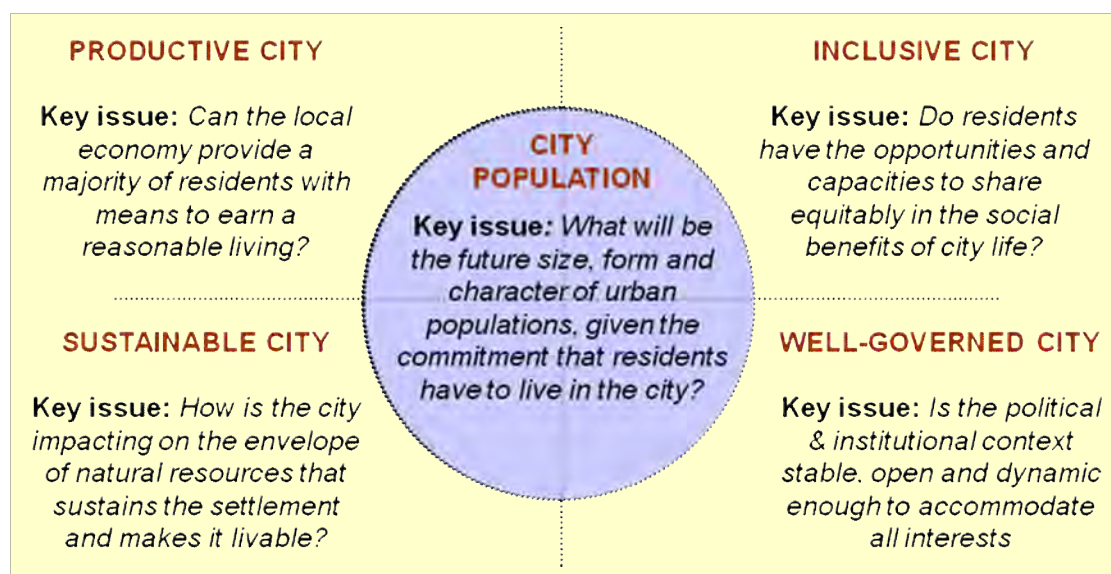 PRODUCTIVE CITY
Key issue: Can the local
economy provide a
majority of residents with
means to earn a
reasonable living?
INCLUSIVE CITY
Key issue: Do residents
have the opportunities and
capacities to share
equitably in the social
benefits of city life?
CITY
POPULATION
Key issue: What will be
the future size, form and
character of urban
populations, given the
commitment that residents
have to live in the city?
SUSTAINABLE CITY
Key issue: How is the city
impacting on the envelope
of natural resources that
sustains the settlement
and makes it livable?
WELL-GOVERNED CITY
Key issue: Is the political
& institutional context
stable, open and dynamic
enough to accommodate
all interests